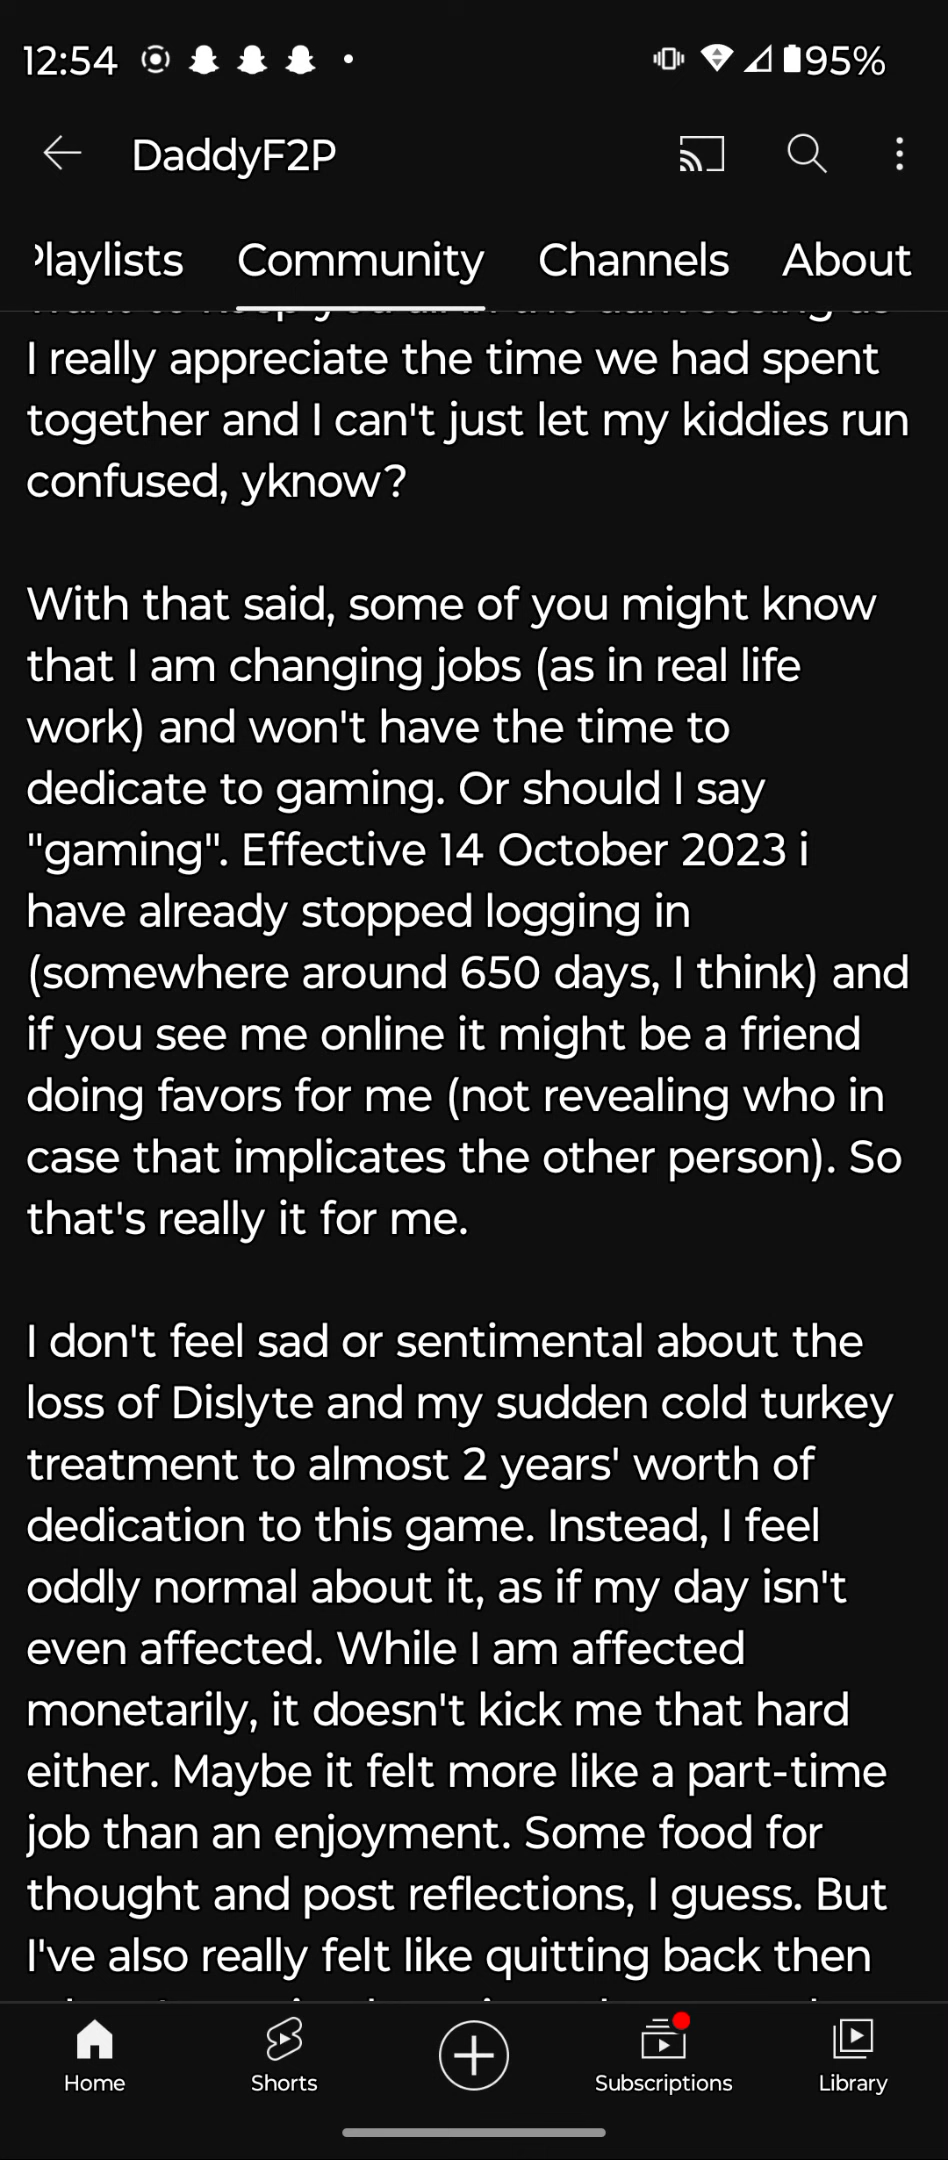 12:54
95%
DaddyF2P
Playlists Community Channels About
I really appreciate the time we had spent
together and I can't just let my kiddies run
confused, yknow?
With that said, some of you might know
that I am changing jobs (as in real life
work) and won't have the time to
dedicate to gaming. Or should I say
"gaming". Effective 14 October 2023 i
have already stopped logging in
(somewhere around 650 days, I think) and
if you see me online it might be a friend
doing favors for me (not revealing who in
case that implicates the other person). So
that's really it for me.
I don't feel sad or sentimental about the
loss of Dislyte and my sudden cold turkey
treatment to almost 2 years' worth of
dedication to this game. Instead, I feel
oddly normal about it, as if my day isn't
even affected. While I am affected
monetarily, it doesn't kick me that hard
either. Maybe it felt more like a part-time
job than an enjoyment. Some food for
thought and post reflections, I guess. But
I've also really felt like quitting back then
Home Shorts Subscriptions Library